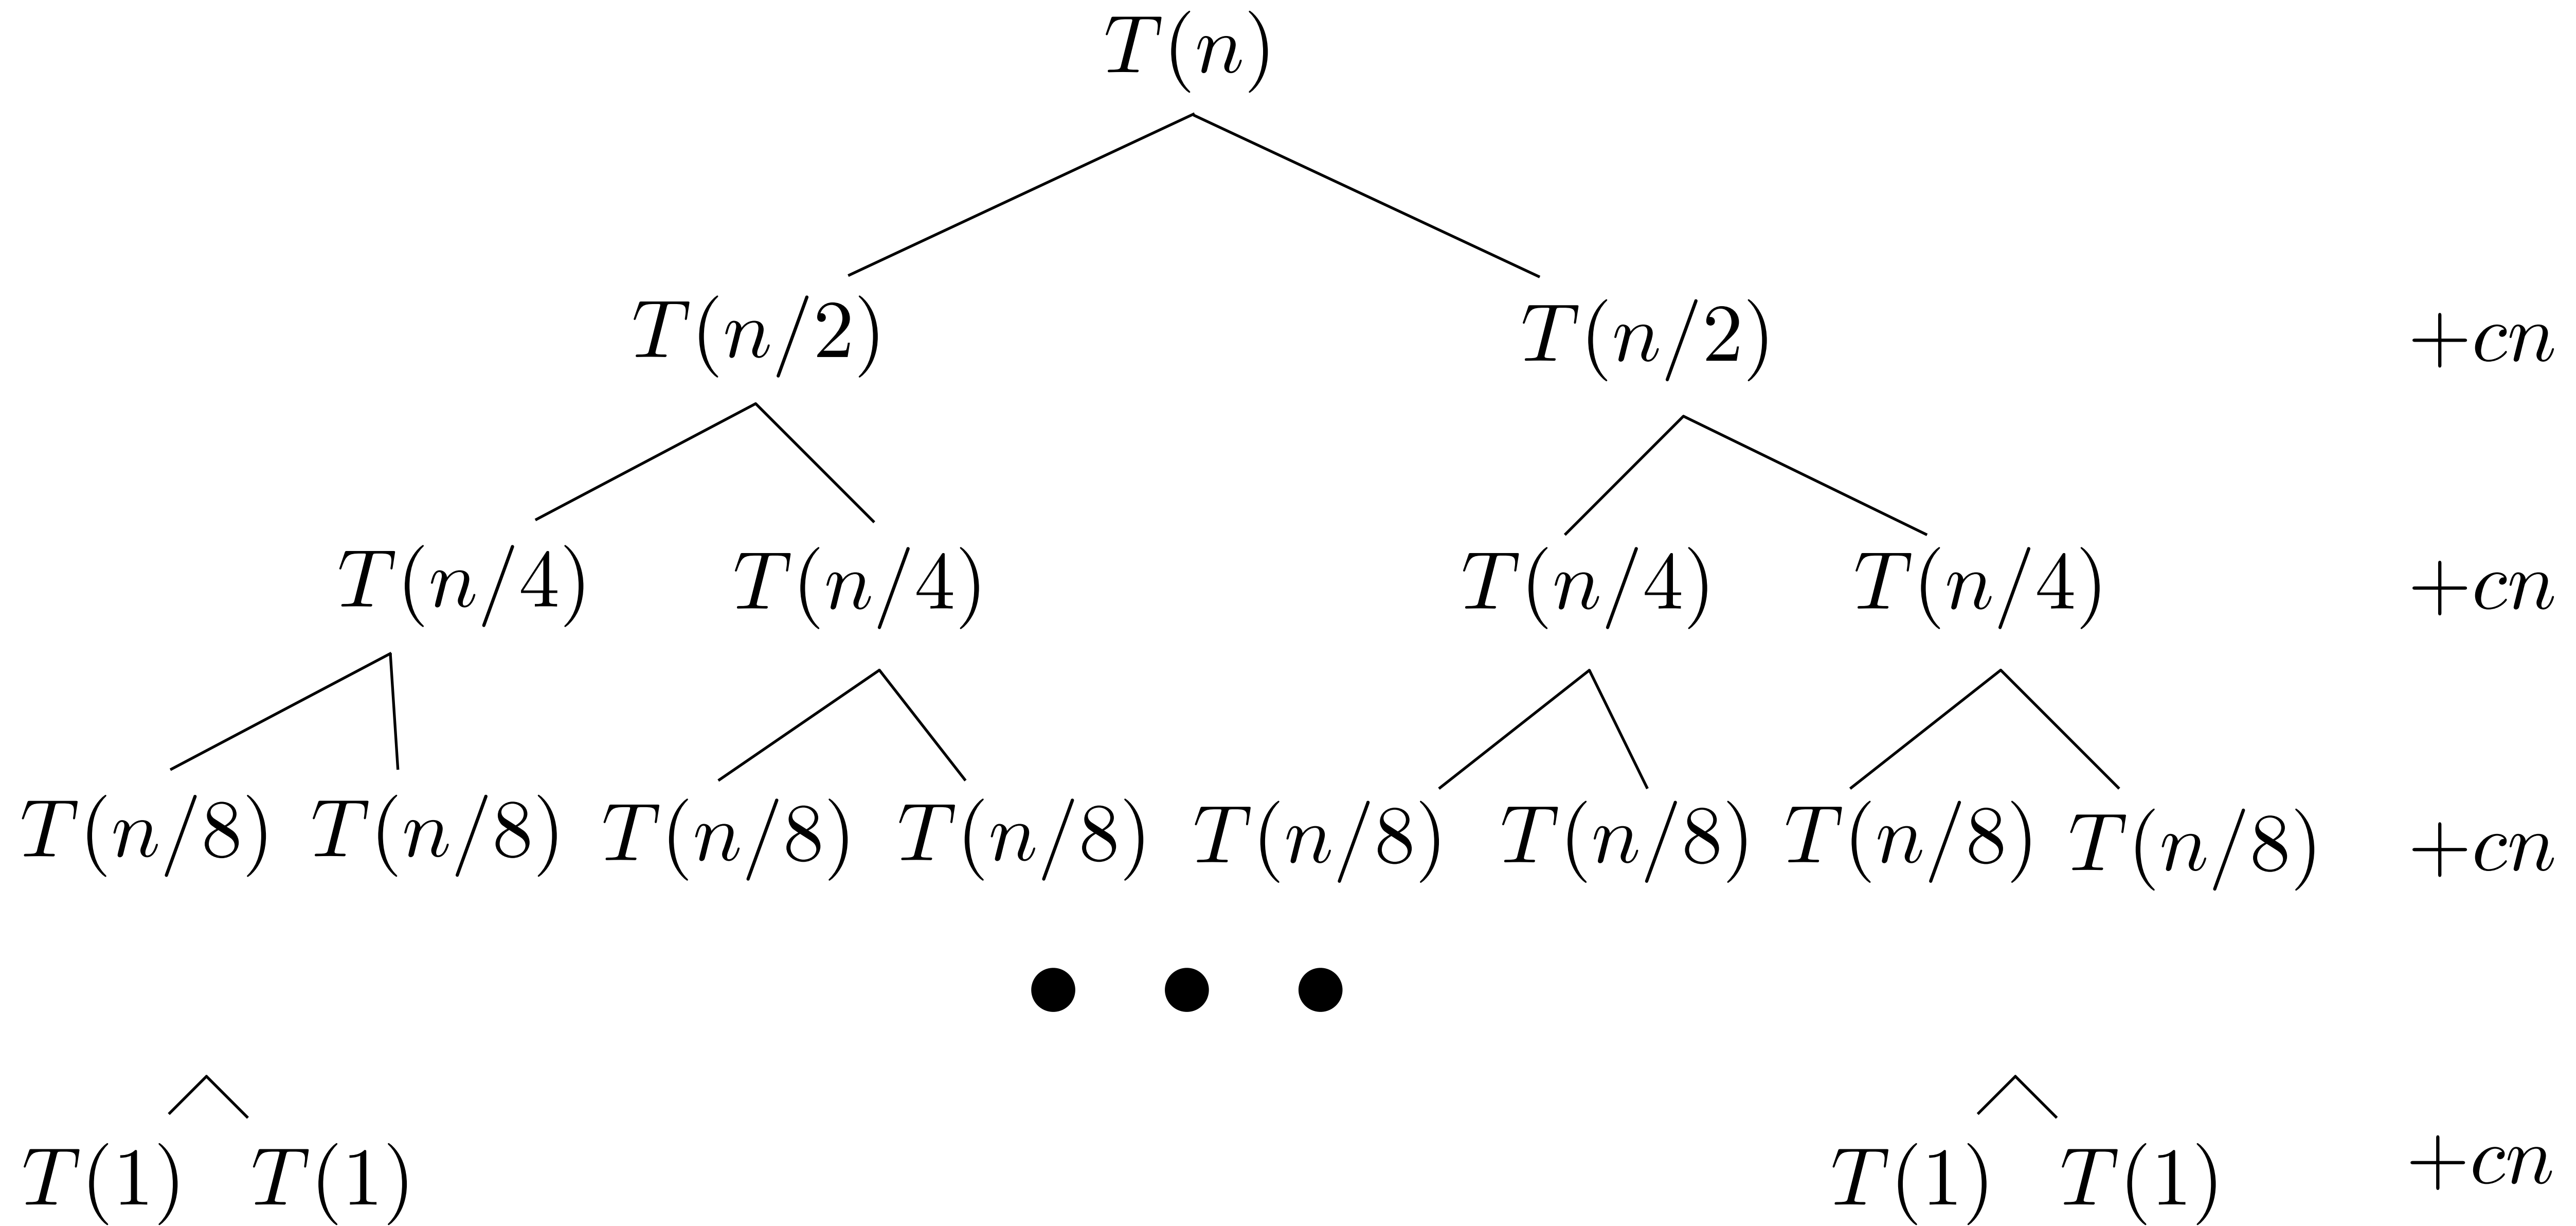 T(n)
T(n/2) T(n/2) +cn
T(n/4) T(n/4) T(n/4) T(n/4) +cn
T(n/8) T(n/8) T(n/8) T(n/8) T(n/8) T(n/8) T(n/8) T(n/8) +cn
T(1) T(1) T(1) T(1) +cn